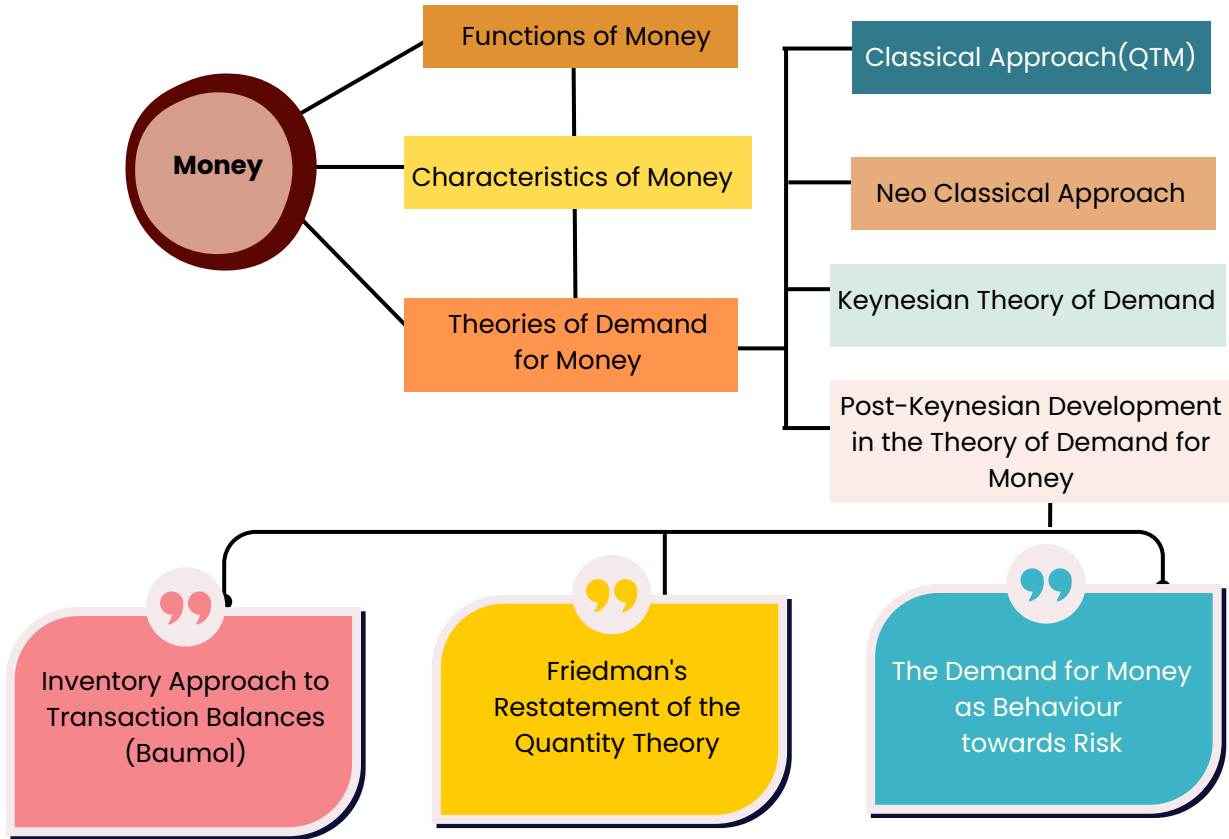 Money
Functions of Money
Characteristics of Money
Theories of Demand
for Money
Classical Approach(QTM)
Neo Classical Approach
Keynesian Theory of Demand
Post-Keynesian Development
in the Theory of Demand for
Money
Inventory Approach to
Transaction Balances
(Baumol)
Friedman's
Restatement of the
Quantity Theory
The Demand for Money
as Behaviour
towards Risk